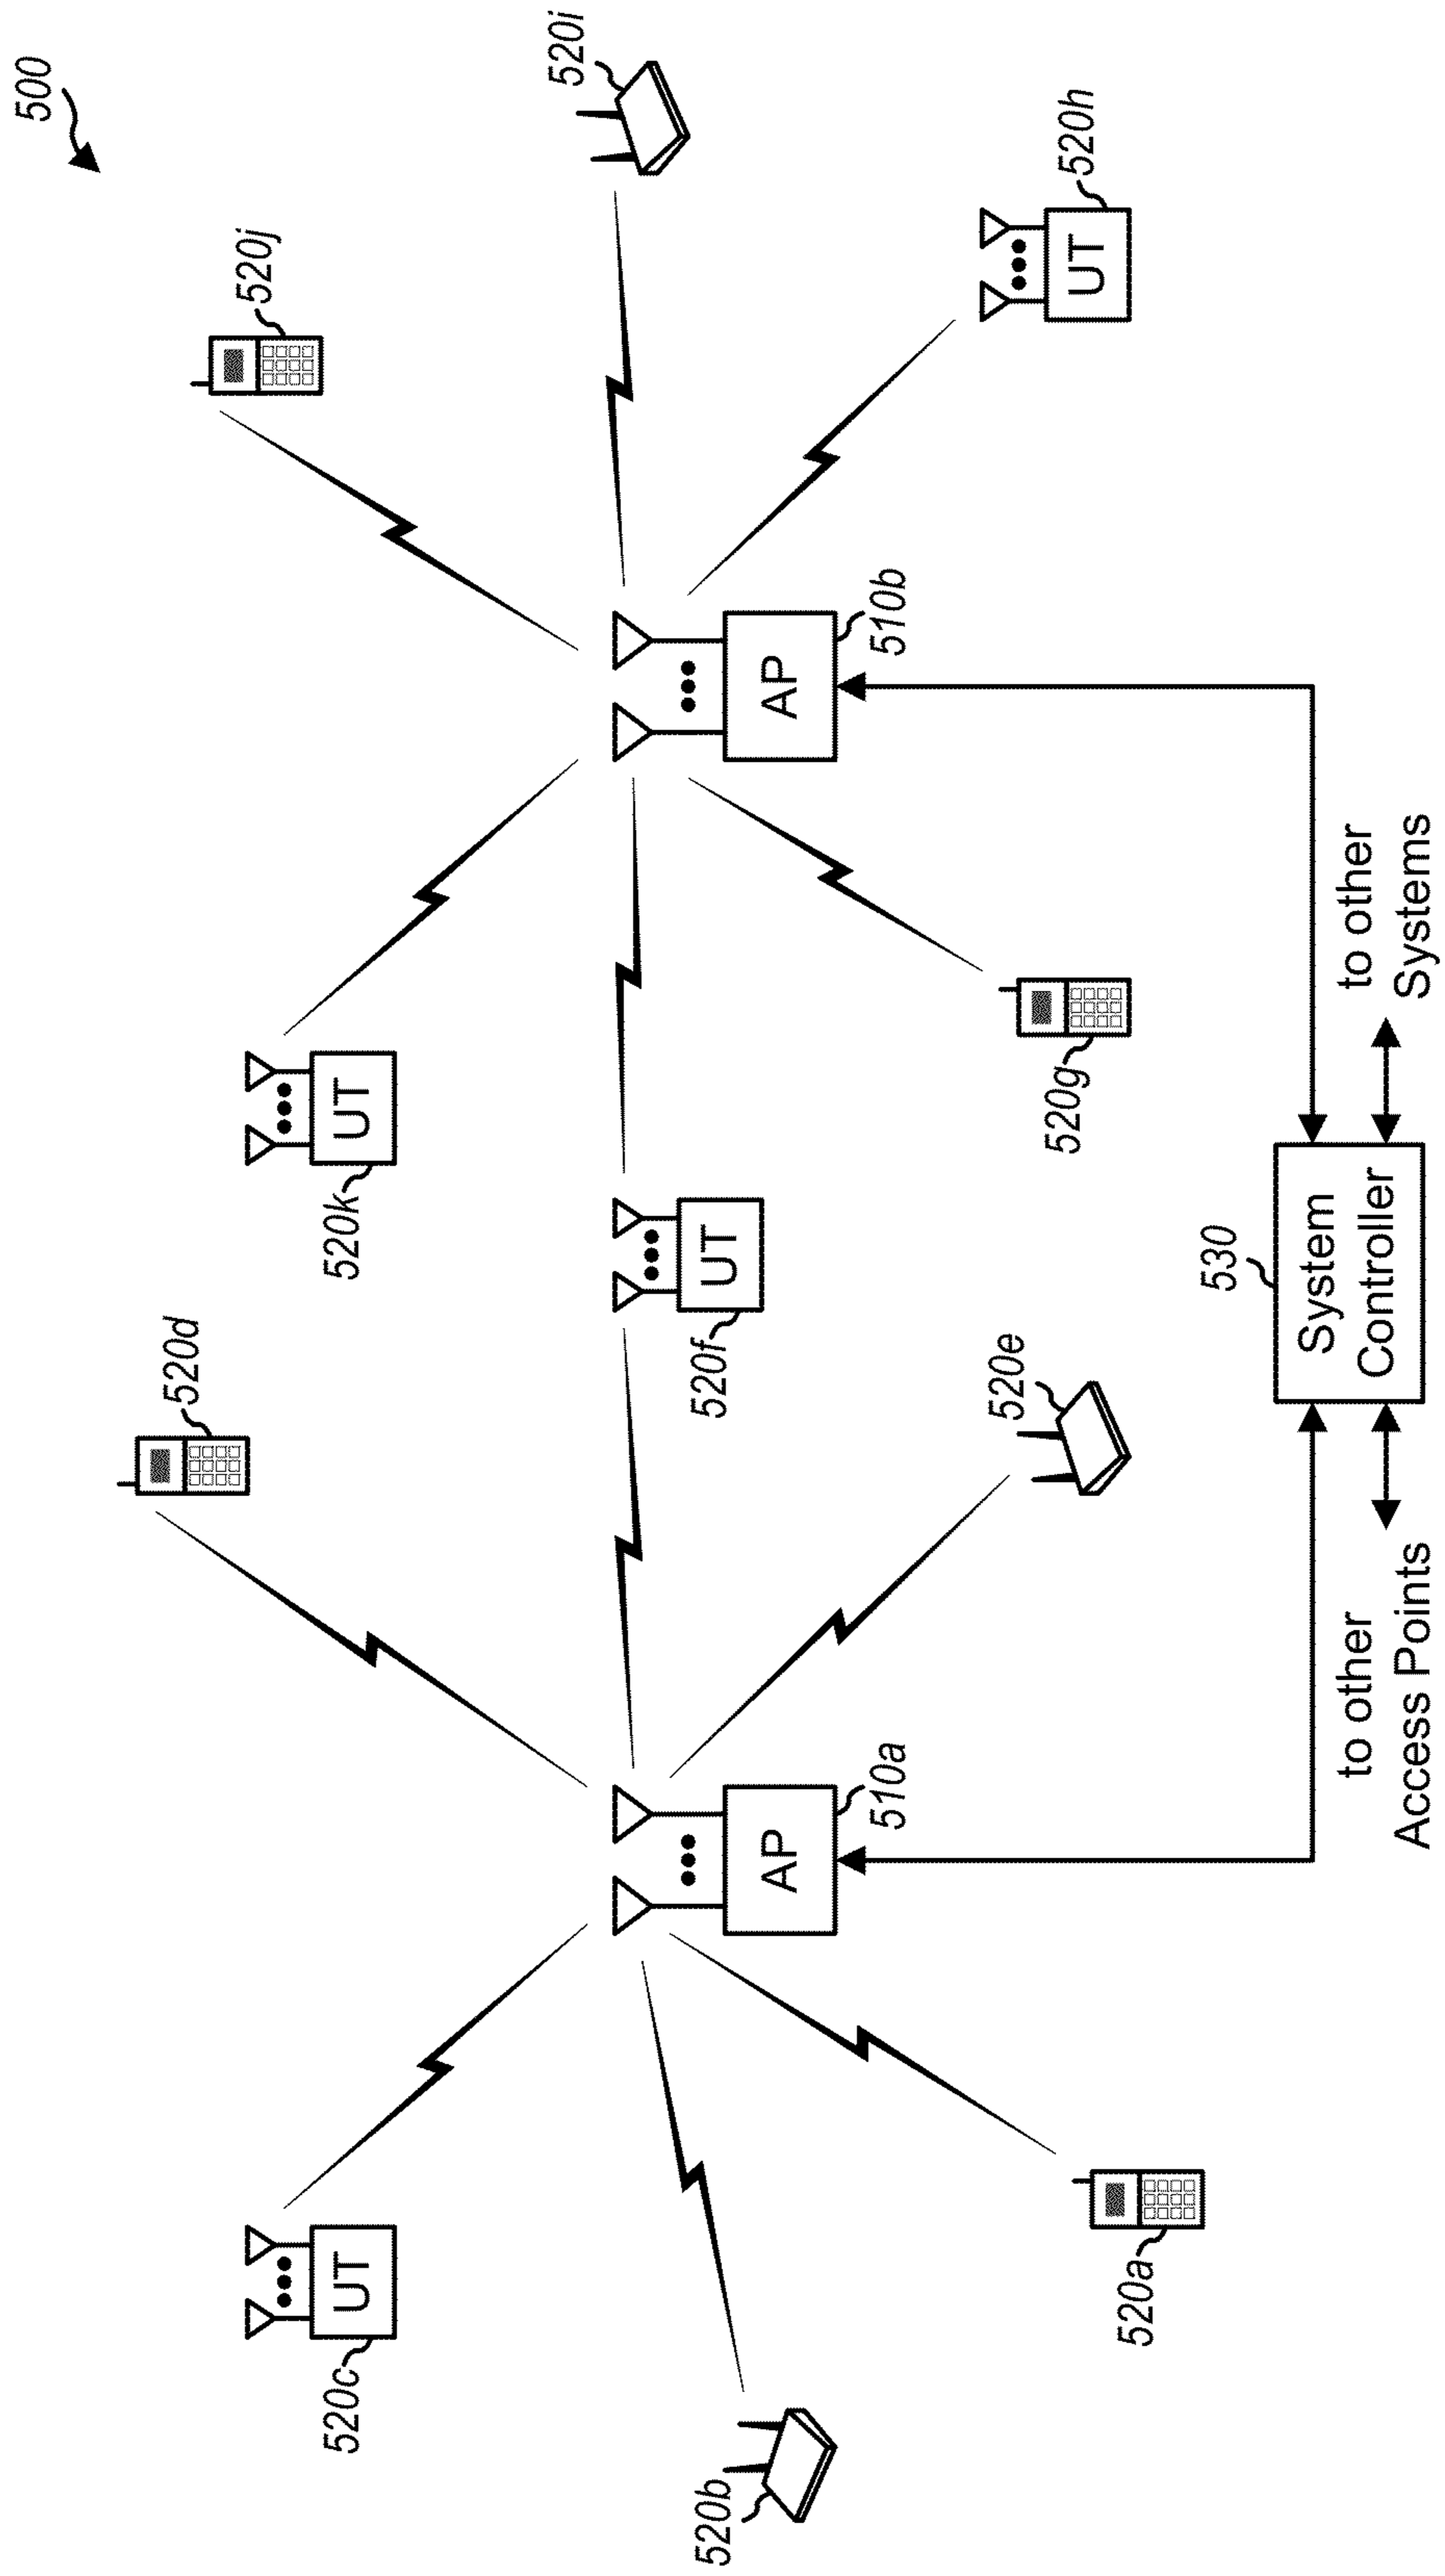 500
520d
520j
520c
UT
520k
UT
520i
520f
UT
520b
AP
510a
AP
510b
520e
520g
520h
UT
520a
530
System
Controller
to other
Access Points
to other
Systems